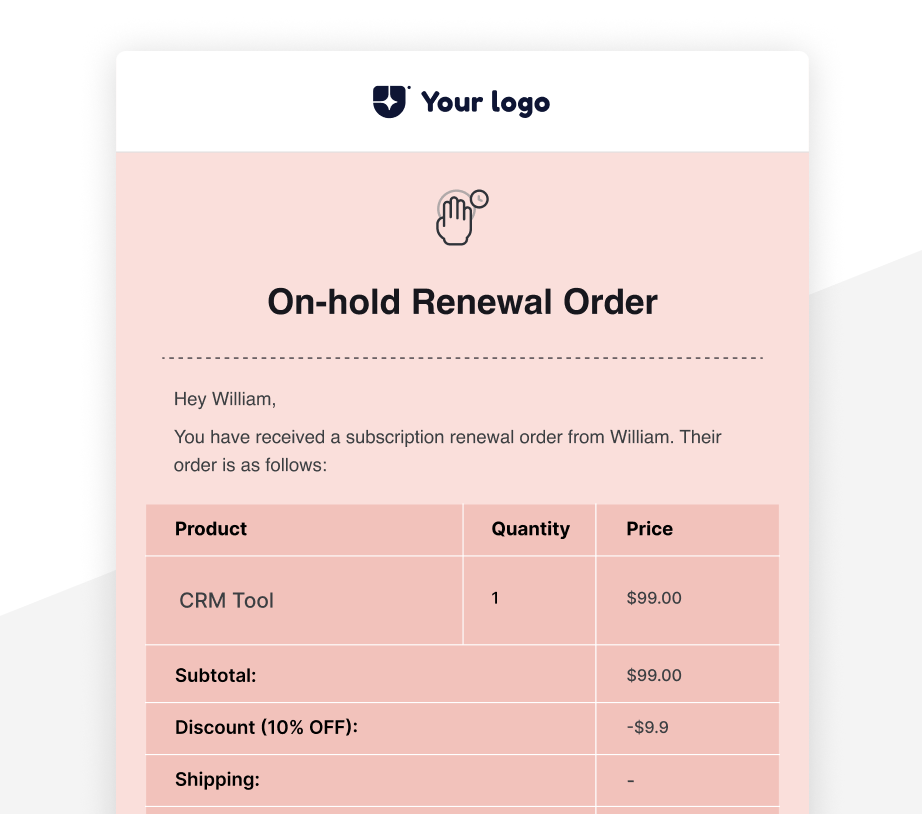 Your logo
On-hold Renewal Order
Hey William,
You have received a subscription renewal order from William. Their
order is as follows:
Product Quantity Price
CRM Tool 1 $99.00
Subtotal: $99.00
Discount (10% OFF): -$9.9
Shipping: -